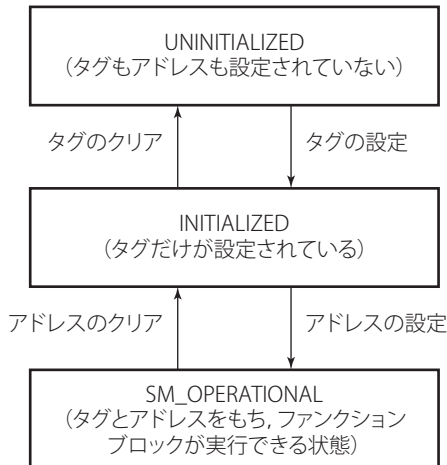 UNINITIALIZED
（タグもアドレスも設定されていない）
タグのクリア
タグの設定
INITIALIZED
（タグだけが設定されている）
アドレスのクリア
アドレスの設定
SM_OPERATIONAL
（タグとアドレスをもち，ファンクション
ブロックが実行できる状態）